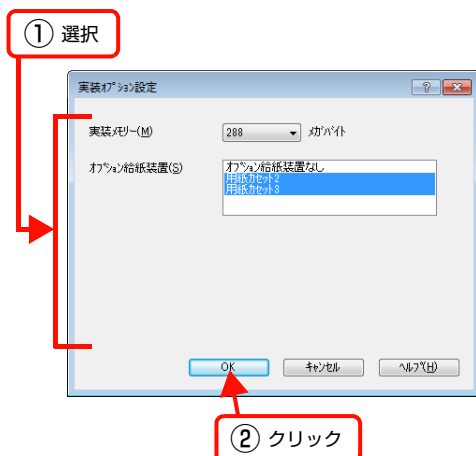 ① 選択
実装ｵﾌﾟｼｮﾝ設定
実装ﾒﾓﾘｰ(M) 288 ﾒｶﾞﾊﾞｲﾄ
ｵﾌﾟｼｮﾝ給紙装置(S) ｵﾌﾟｼｮﾝ給紙装置なし
用紙ｶｾｯﾄ2
用紙ｶｾｯﾄ3
OK ｷｬﾝｾﾙ ﾍﾙﾌﾟ(H)
② クリック